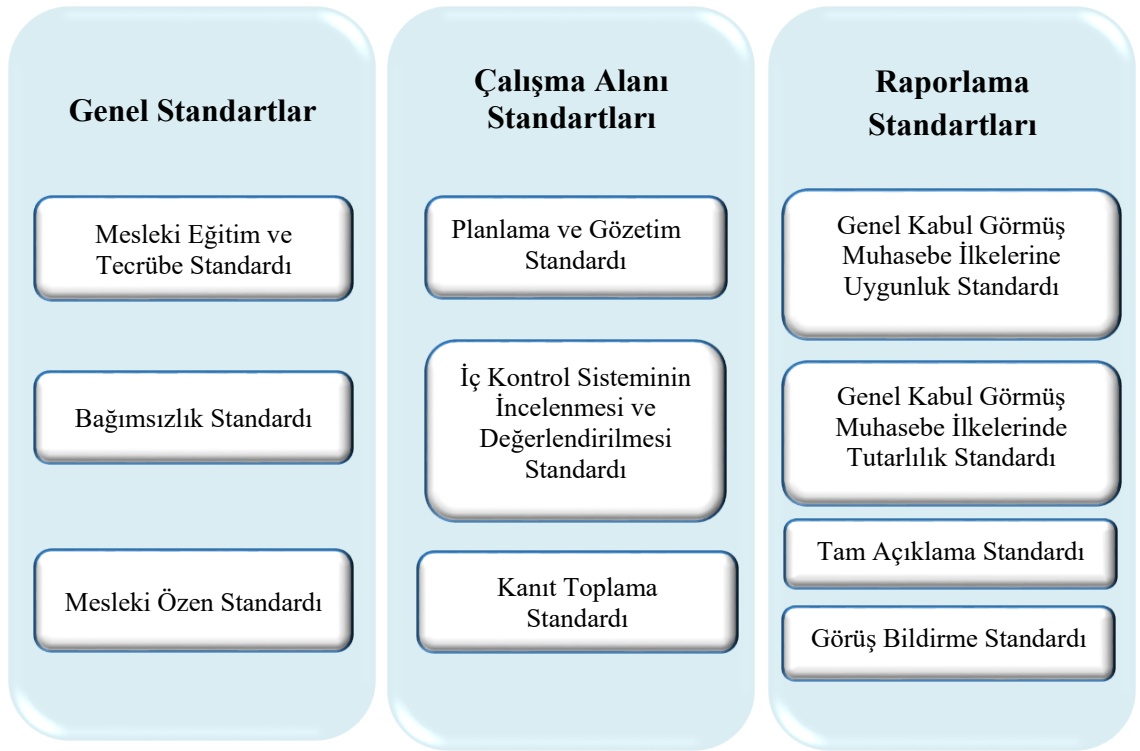 Genel Standartlar
Mesleki Eğitim ve
Tecrübe Standardı
Bağımsızlık Standardı
Mesleki Özen Standardı
Çalışma Alanı
Standartları
Planlama ve Gözetim
Standardı
İç Kontrol Sisteminin
İncelenmesi ve
Değerlendirilmesi
Standardı
Kanıt Toplama
Standardı
Raporlama
Standartları
Genel Kabul Görmüş
Muhasebe İlkelerine
Uygunluk Standardı
Genel Kabul Görmüş
Muhasebe İlkelerinde
Tutarlılık Standardı
Tam Açıklama Standardı
Görüş Bildirme Standardı